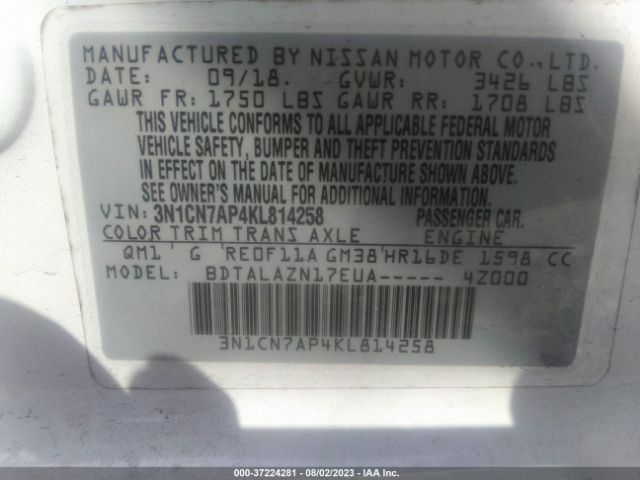 MANUFACTURED BY NISSAN MOTOR CO., LTD.
DATE: 09/18. GVWR: 3426 LBS
GAWR FR: 1750 LBS GAWR RR: 1708 LBS
THIS VEHICLE CONFORMS TO ALL APPLICABLE FEDERAL MOTOR
VEHICLE SAFETY, BUMPER AND THEFT PREVENTION STANDARDS
IN EFFECT ON THE DATE OF MANUFACTURE SHOWN ABOVE.
SEE OWNER'S MANUAL FOR ADDITIONAL INFORMATION.
VIN: 3N1CN7AP4KL814258 PASSENGER CAR.
COLOR TRIM TRANS AXLE ENGINE
QM1 ' G ' RE0F11A GM38 'HR16DE 1598 CC
MODEL: BDTALAZN17EUA----- 4Z000
3N1CN7AP4KL814258
000-37224281 - 08/02/2023 - IAA Inc.